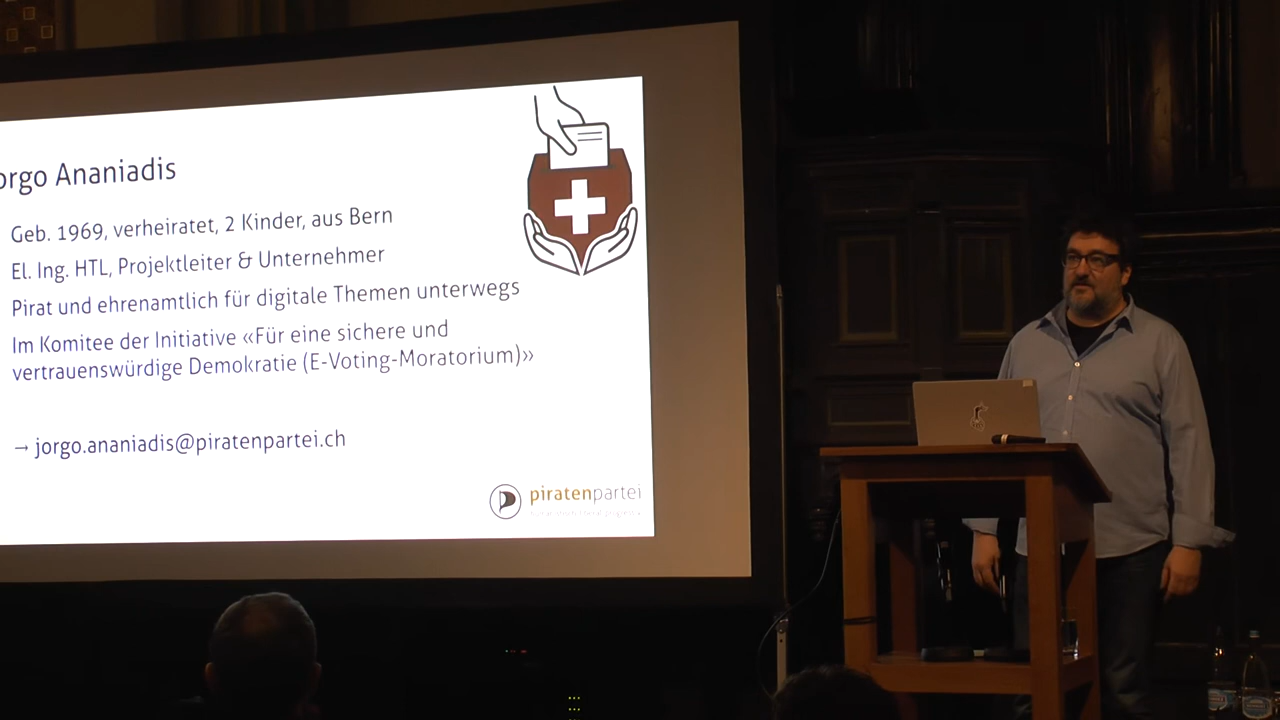 orgo Ananiadis
Geb. 1969, verheiratet, 2 Kinder, aus Bern
El. Ing. HTL, Projektleiter & Unternehmer
Pirat und ehrenamtlich für digitale Themen unterwegs
Im Komitee der Initiative «Für eine sichere und
vertrauenswürdige Demokratie (E-Voting-Moratorium)»
→ jorgo.ananiadis@piratenpartei.ch
piratenpartei